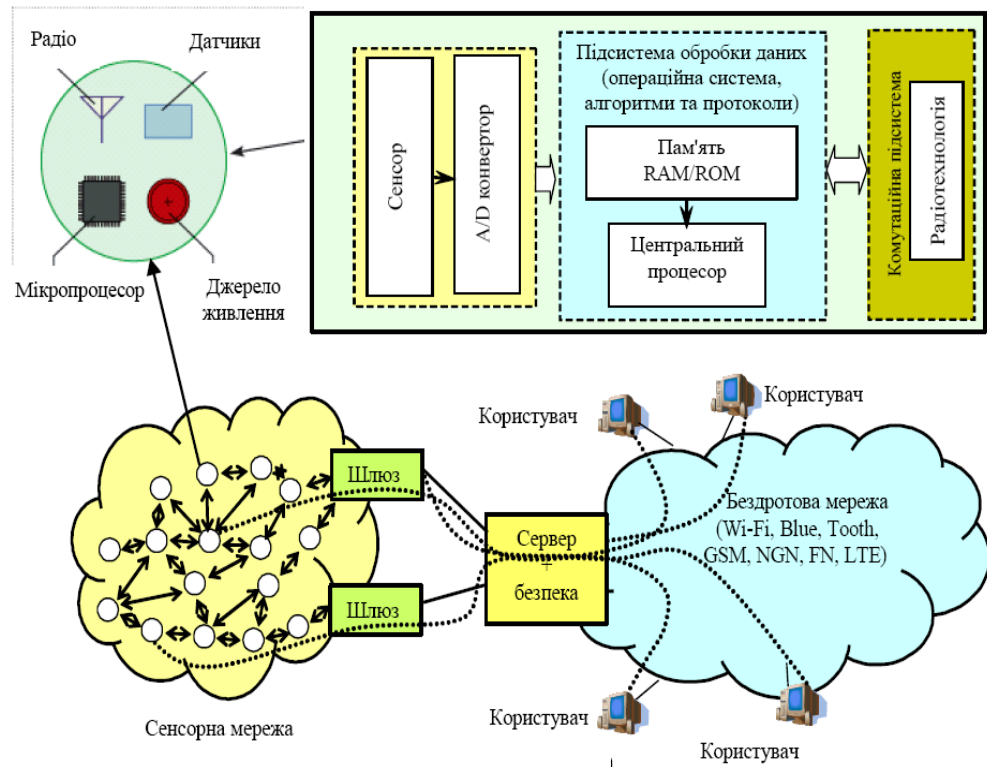 Радіо
Датчики
Мікропроцесор
Джерело
живлення
Сенсор
A/D конвертор
Підсистема обробки даних
(операційна система,
алгоритми та протоколи)
Пам'ять
RAM/ROM
Центральний
процесор
Комутаційна підсистема
Радіотехнологія
Користувач
Користувач
Шлюз
Шлюз
Сервер
+
безпека
Бездротова мережа
(Wi-Fi, Blue, Tooth,
GSM, NGN, FN, LTE)
Сенсорна мережа
Користувач
Користувач